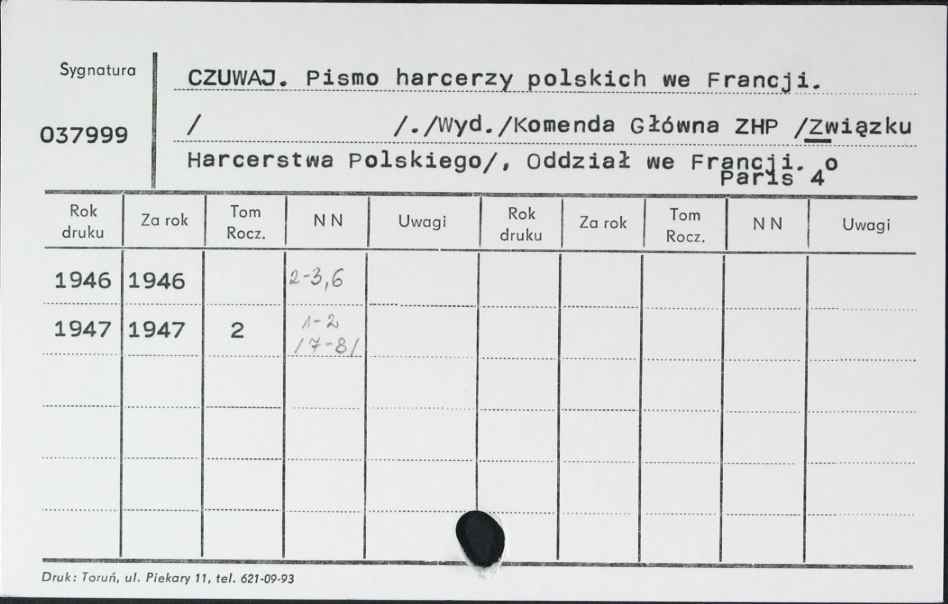 Sygnatura
037999
CZUWAJ. Pismo harcerzy polskich we Francji.
/ /./Wyd./Komenda Główna ZHP /Związku
Harcerstwa Polskiego/, Oddział we Francji.
Paris 4º
Rok druku Za rok Tom Rocz. N N Uwagi Rok druku Za rok Tom Rocz. N N Uwagi
1946 1946 2-3,6
1947 1947 2 1-2
/7-8/
Druk: Toruń, ul. Piekary 11, tel. 621-09-93